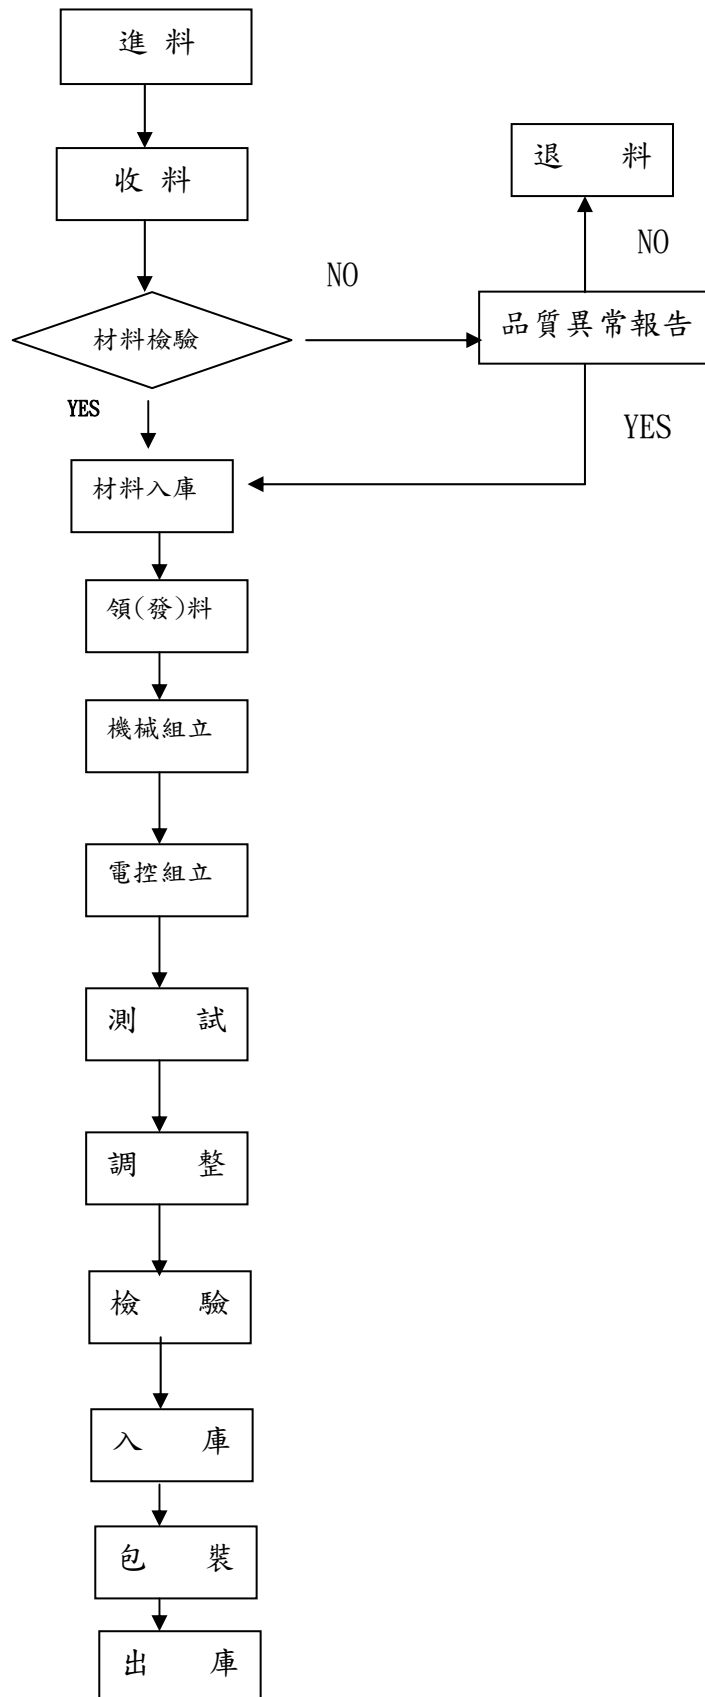 進 料
收 料
退 料
NO
NO
材料檢驗
品質異常報告
YES
YES
材料入庫
領(發)料
機械組立
電控組立
測 試
調 整
檢 驗
入 庫
包 裝
出 庫